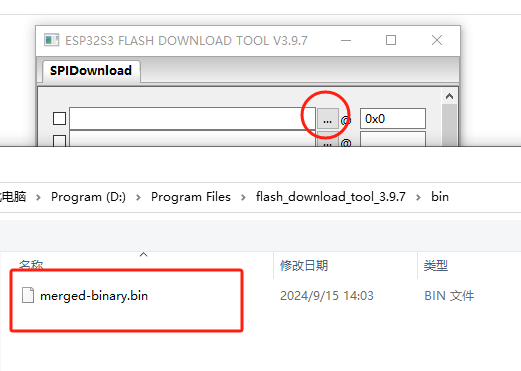 ESP32S3 FLASH DOWNLOAD TOOL V3.9.7
SPIDownload
... @ 0x0
... @
电脑 > Program (D:) > Program Files > flash_download_tool_3.9.7 > bin
名称 修改日期 类型
merged-binary.bin 2024/9/15 14:03 BIN 文件